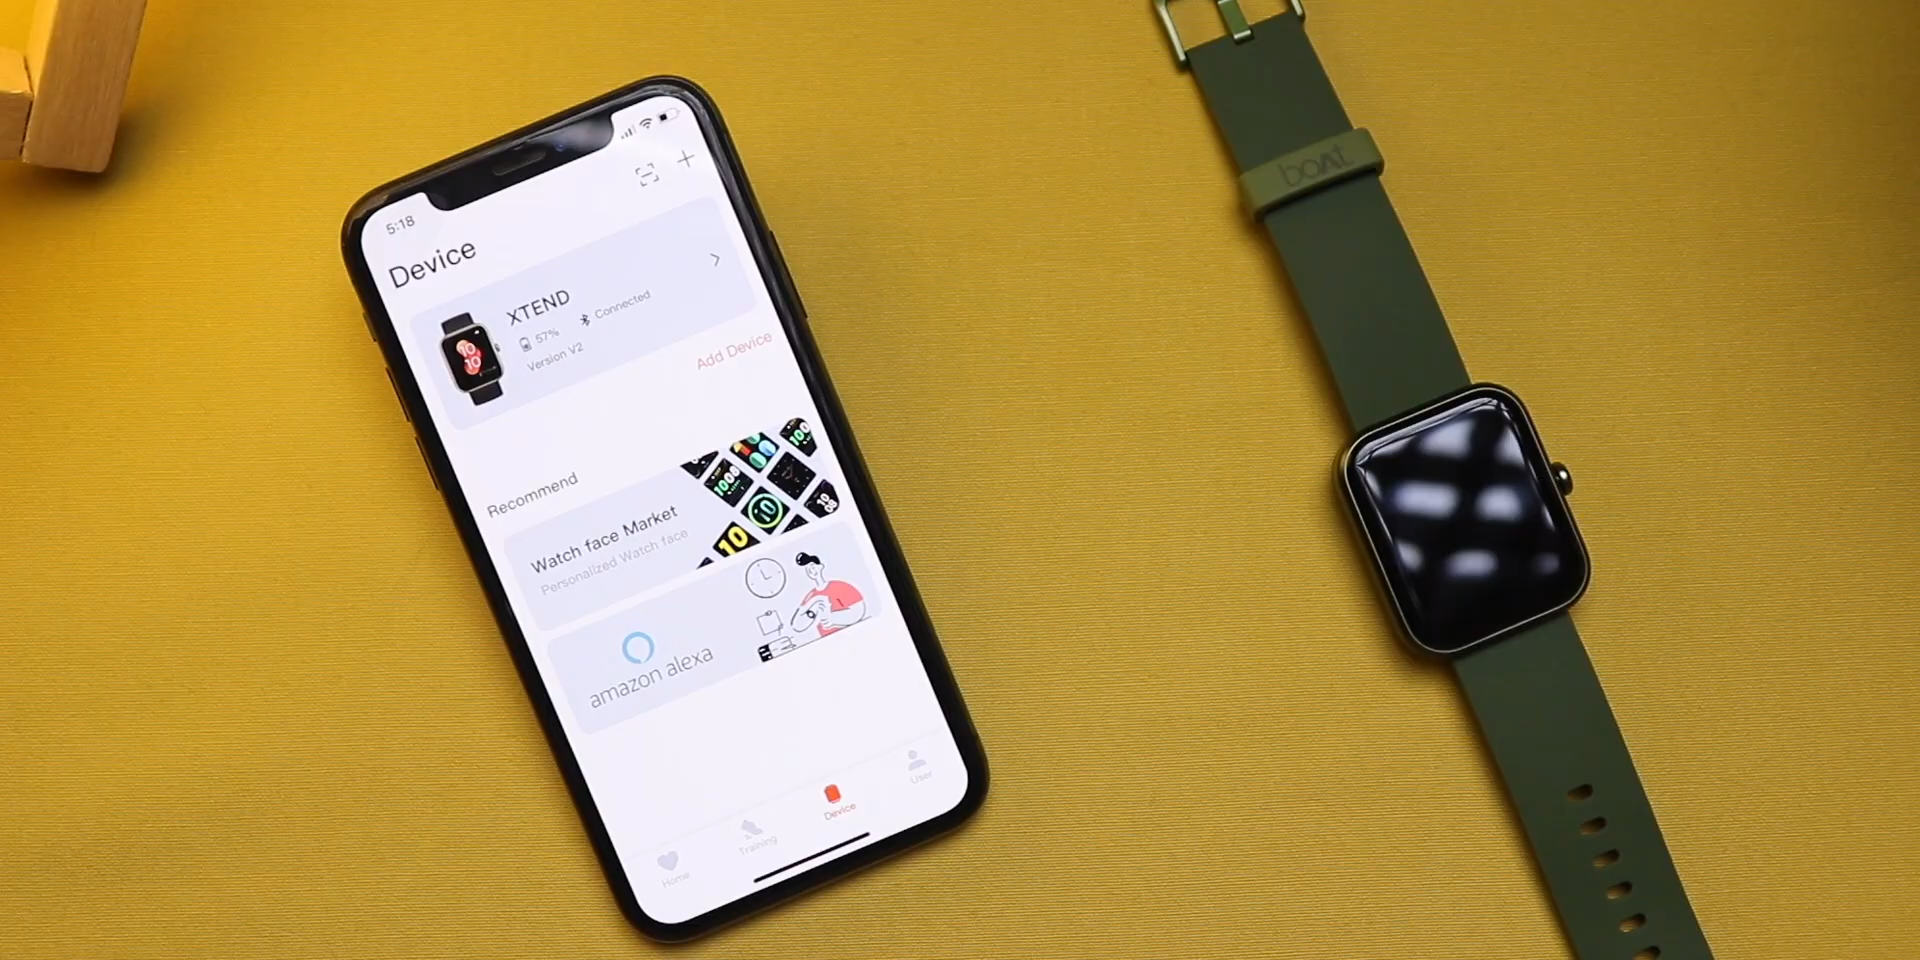 5:18
Device
XTEND
57% Connected
Version V2
Add Device
Recommend
Watch face Market
Personalized Watch face
amazon alexa
Home
Training
Device
User
boAt